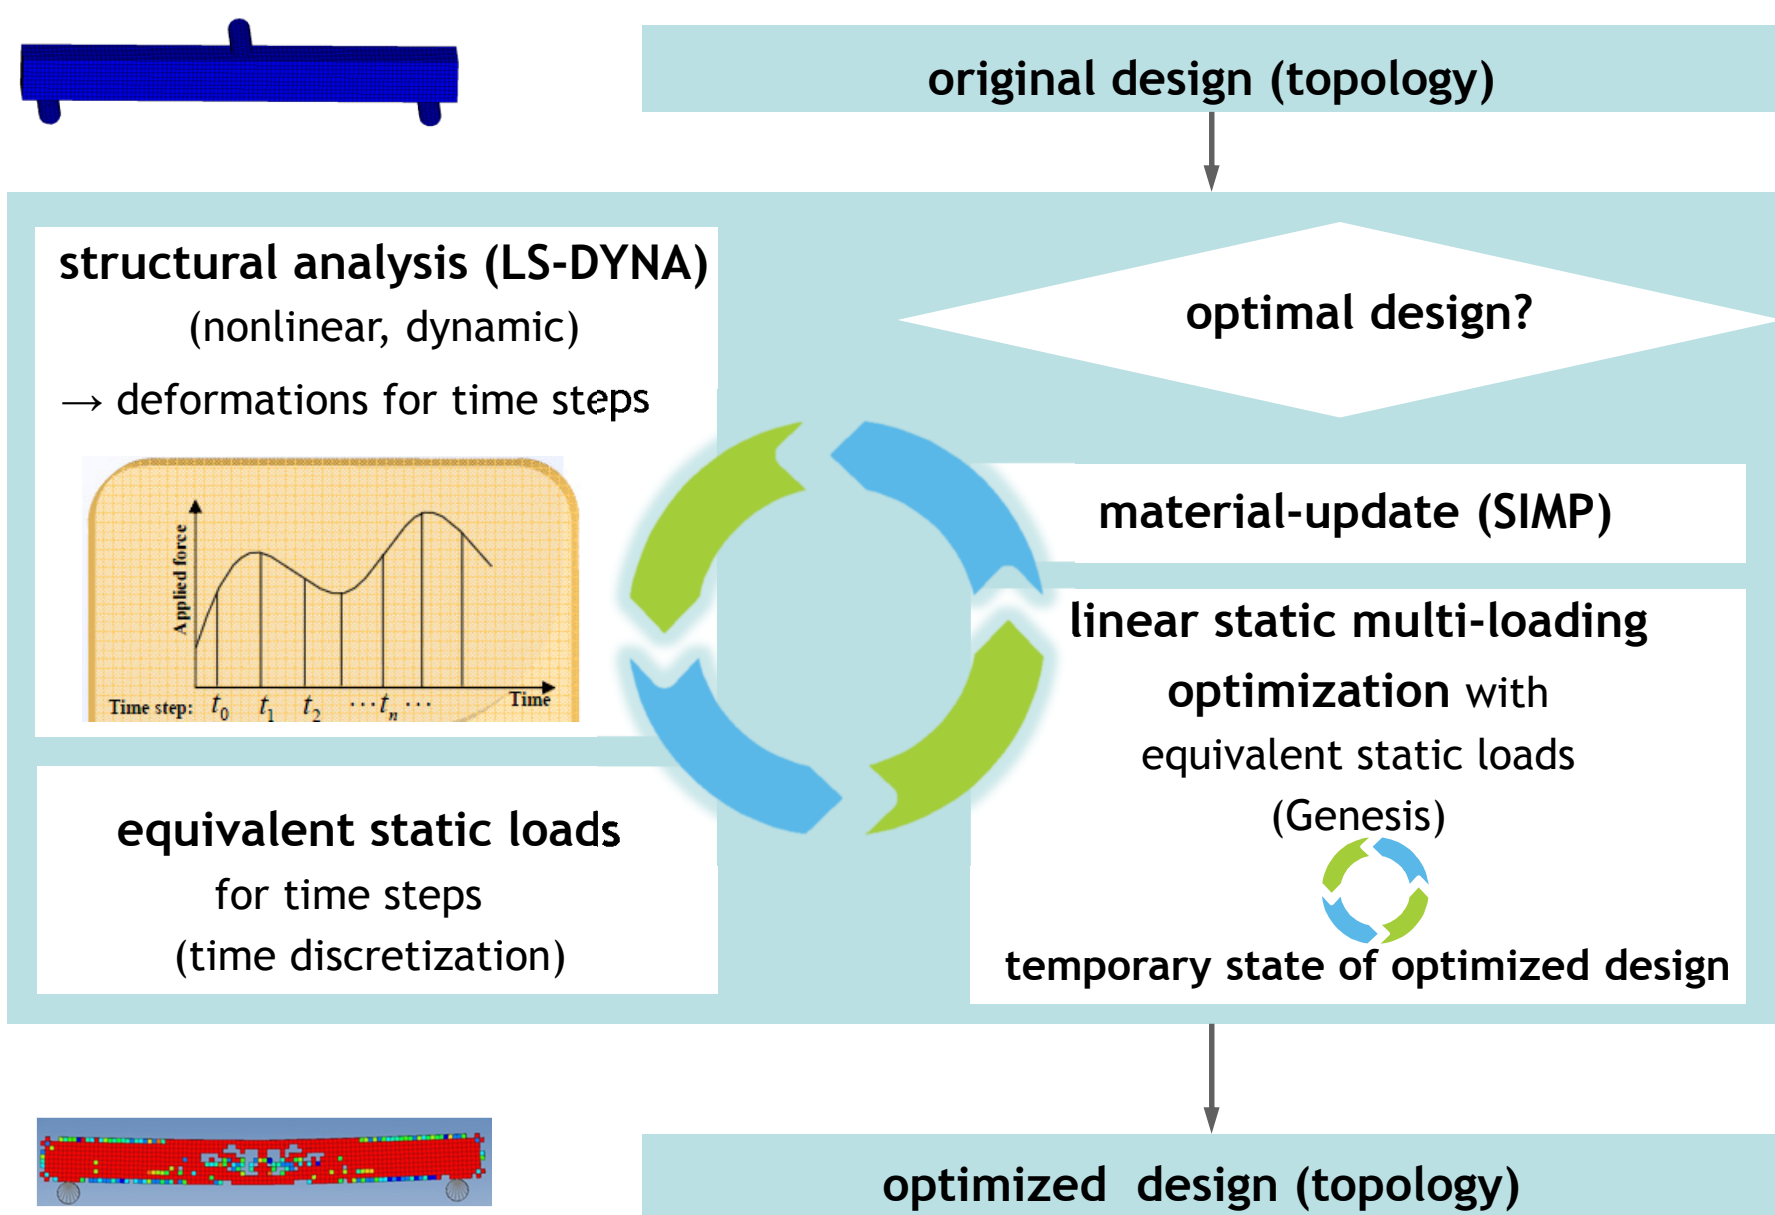 original design (topology)
structural analysis (LS-DYNA)
(nonlinear, dynamic)
→ deformations for time steps
Applied force
Time step: t0 t1 t2 ···tn ··· Time
equivalent static loads
for time steps
(time discretization)
optimal design?
material-update (SIMP)
linear static multi-loading
optimization with
equivalent static loads
(Genesis)
temporary state of optimized design
optimized design (topology)